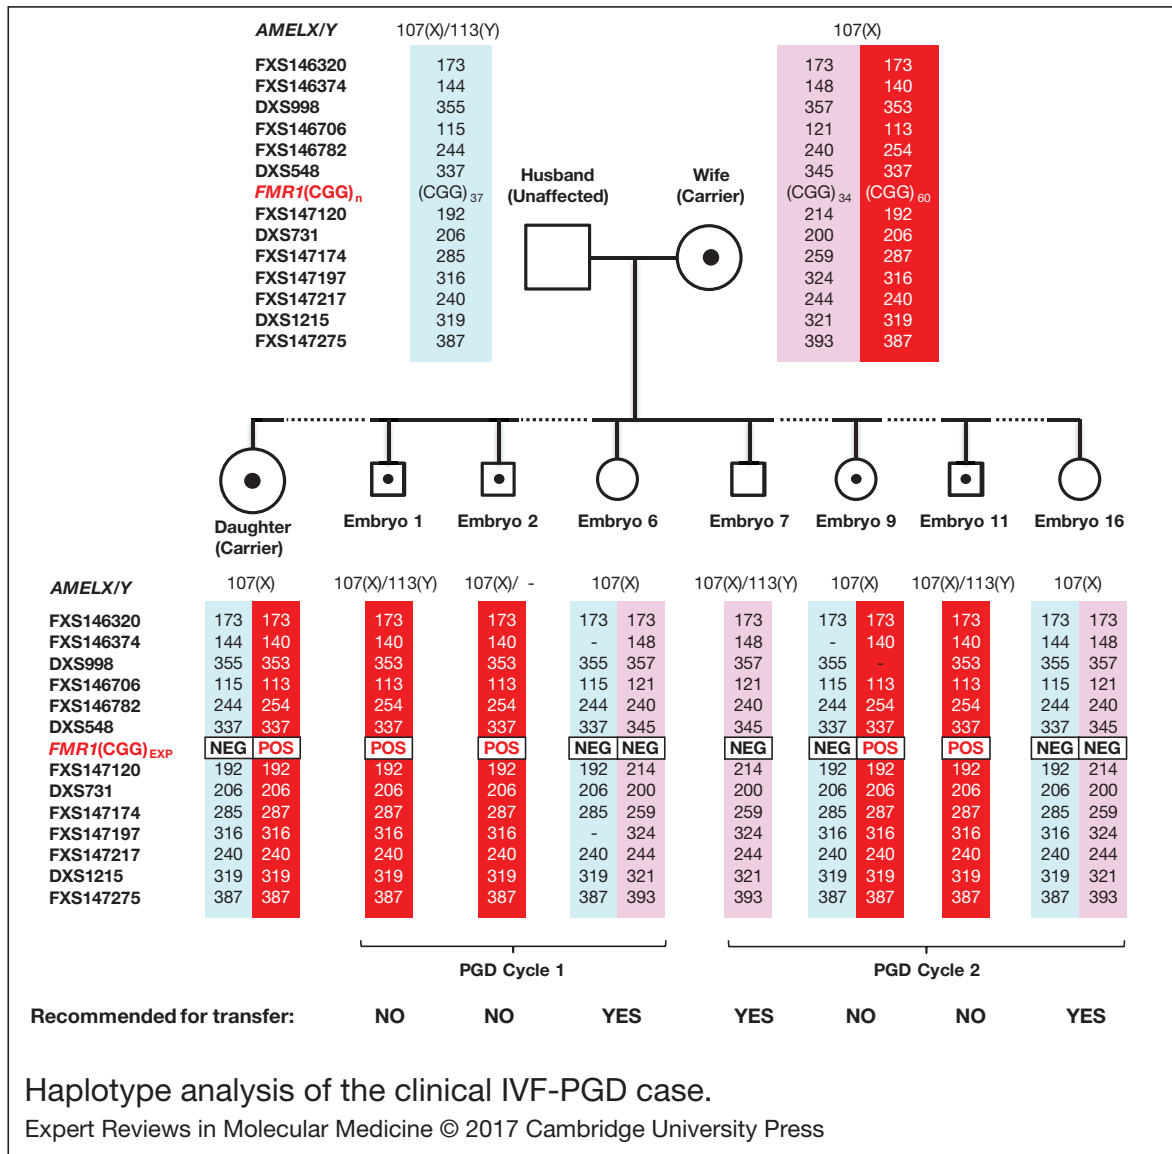 AMELX/Y 107(X)/113(Y) 107(X)
FXS146320 173 173 173
FXS146374 144 148 140
DXS998 355 357 353
FXS146706 115 121 113
FXS146782 244 240 254
DXS548 337 345 337
FMR1(CGG)n (CGG)37 (CGG)34 (CGG)60
FXS147120 192 214 192
DXS731 206 200 206
FXS147174 285 259 287
FXS147197 316 324 316
FXS147217 240 244 240
DXS1215 319 321 319
FXS147275 387 393 387
Husband
(Unaffected)
Wife
(Carrier)
Daughter
(Carrier)
Embryo 1 Embryo 2 Embryo 6 Embryo 7 Embryo 9 Embryo 11 Embryo 16
AMELX/Y 107(X) 107(X)/113(Y) 107(X)/ - 107(X) 107(X)/113(Y) 107(X) 107(X)/113(Y) 107(X)
FXS146320 173 173 173 173 173 173 173 173 173 173 173 173
FXS146374 144 140 140 140 - 148 148 - 140 140 144 148
DXS998 355 353 353 353 355 357 357 355 - 353 355 357
FXS146706 115 113 113 113 115 121 121 115 113 113 115 121
FXS146782 244 254 254 254 244 240 240 244 254 254 244 240
DXS548 337 337 337 337 337 345 345 337 337 337 337 345
FMR1(CGG)EXP NEG POS POS POS NEG NEG NEG NEG POS POS NEG NEG
FXS147120 192 192 192 192 192 214 214 192 192 192 192 214
DXS731 206 206 206 206 206 200 200 206 206 206 206 200
FXS147174 285 287 287 287 285 259 259 285 287 287 285 259
FXS147197 316 316 316 316 - 324 324 316 316 316 316 324
FXS147217 240 240 240 240 240 244 244 240 240 240 240 244
DXS1215 319 319 319 319 319 321 321 319 319 319 319 321
FXS147275 387 387 387 387 387 393 393 387 387 387 387 393
PGD Cycle 1 PGD Cycle 2
Recommended for transfer: NO NO YES YES NO NO YES
Haplotype analysis of the clinical IVF-PGD case.
Expert Reviews in Molecular Medicine © 2017 Cambridge University Press